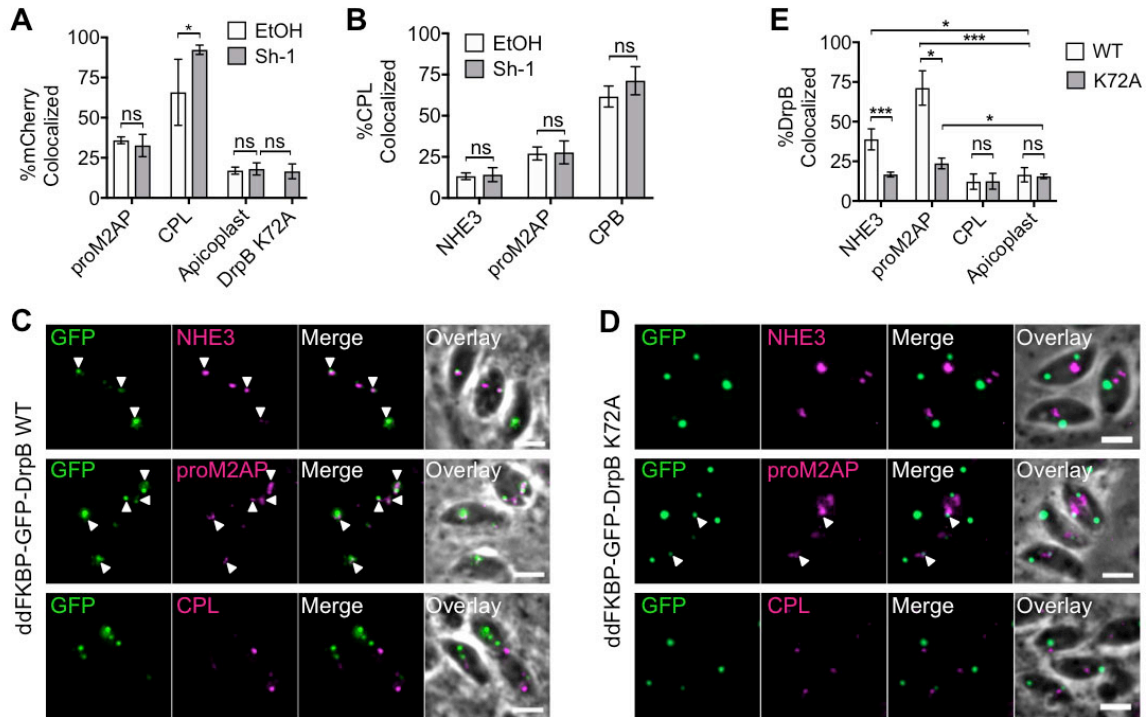 A
EtOH
Sh-1
%mCherry
Colocalized
100
75
50
25
0
ns
*
ns
ns
proM2AP
CPL
Apicoplast
DrpB K72A
B
EtOH
Sh-1
%CPL
Colocalized
100
75
50
25
0
ns
ns
ns
NHE3
proM2AP
CPB
E
WT
K72A
%DrpB
Colocalized
100
75
50
25
0
*
***
*
***
*
ns
ns
NHE3
proM2AP
CPL
Apicoplast
C
ddFKBP-GFP-DrpB WT
GFP NHE3 Merge Overlay
GFP proM2AP Merge Overlay
GFP CPL Merge Overlay
D
ddFKBP-GFP-DrpB K72A
GFP NHE3 Merge Overlay
GFP proM2AP Merge Overlay
GFP CPL Merge Overlay